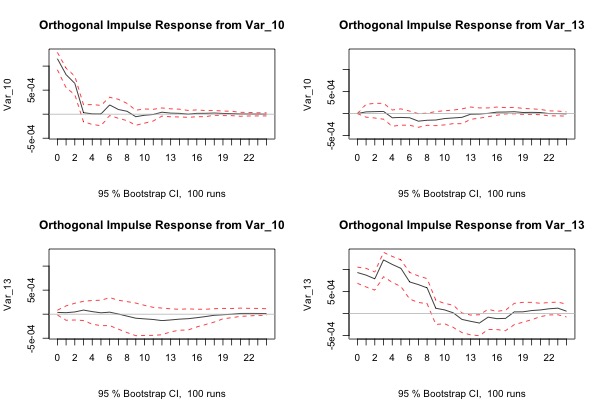 Orthogonal Impulse Response from Var_10
Var_10
5e-04
-5e-04
0 2 4 6 8 10 13 16 19 22
95 % Bootstrap CI, 100 runs
Orthogonal Impulse Response from Var_13
Var_10
5e-04
-5e-04
0 2 4 6 8 10 13 16 19 22
95 % Bootstrap CI, 100 runs
Orthogonal Impulse Response from Var_10
Var_13
5e-04
-5e-04
0 2 4 6 8 10 13 16 19 22
95 % Bootstrap CI, 100 runs
Orthogonal Impulse Response from Var_13
Var_13
5e-04
-5e-04
0 2 4 6 8 10 13 16 19 22
95 % Bootstrap CI, 100 runs